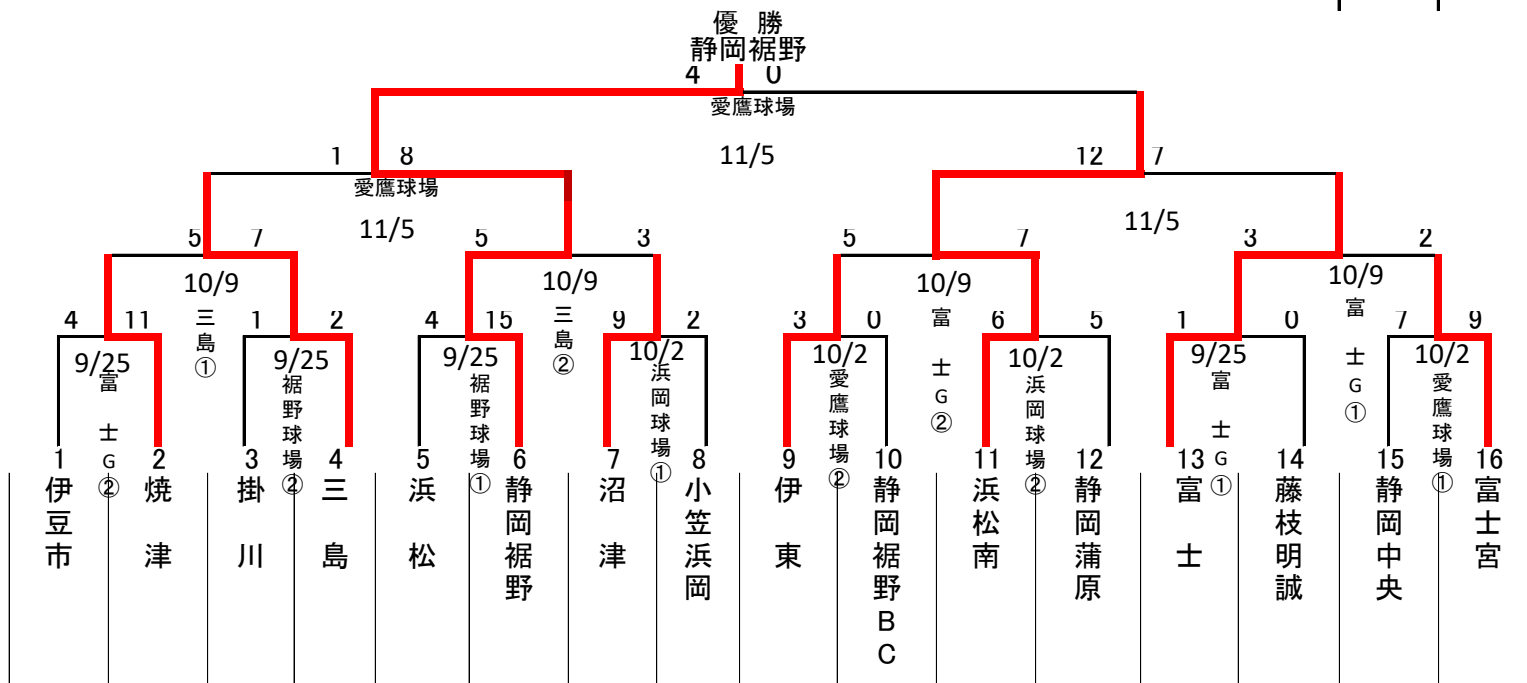 優 勝
静岡裾野
4 0
愛鷹球場
11/5
1 8
愛鷹球場
11/5
12 7
11/5
5 7
10/9
三島①
5 3
10/9
三島②
5 7
10/9
富士G②
3 2
10/9
富士G①
4 11
9/25
富士G②
1 2
9/25
裾野球場②
4 15
9/25
裾野球場①
9 2
10/2
浜岡球場①
3 0
10/2
愛鷹球場②
6 5
10/2
浜岡球場②
1 0
9/25
富士G①
7 9
10/2
愛鷹球場①
1 伊豆市
2 焼津
3 掛川
4 三島
5 浜松
6 静岡裾野
7 沼津
8 小笠浜岡
9 伊東
10 静岡裾野BC
11 浜松南
12 静岡蒲原
13 富士
14 藤枝明誠
15 静岡中央
16 富士宮